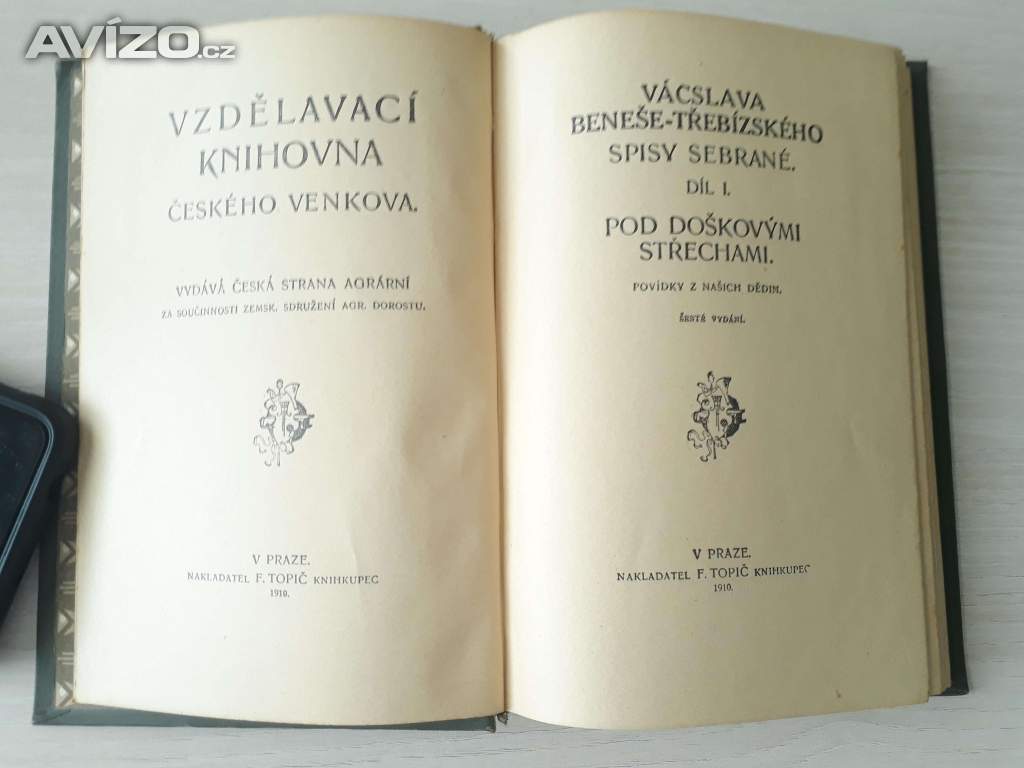 Avízo.cz
VZDĚLAVACÍ
KNIHOVNA
ČESKÉHO VENKOVA.
VYDÁVÁ ČESKÁ STRANA AGRÁRNÍ
ZA SOUČINNOSTI ZEMSK. SDRUŽENÍ AGR. DOROSTU.
V PRAZE.
NAKLADATEL F. TOPIČ KNIHKUPEC
1910.
VÁCSLAVA
BENEŠE-TŘEBÍZSKÉHO
SPISY SEBRANÉ.
DÍL I.
POD DOŠKOVÝMI
STŘECHAMI.
POVÍDKY Z NAŠICH DĚDIN.
ŠESTÉ VYDÁNÍ.
V PRAZE.
NAKLADATEL F. TOPIČ KNIHKUPEC
1910.